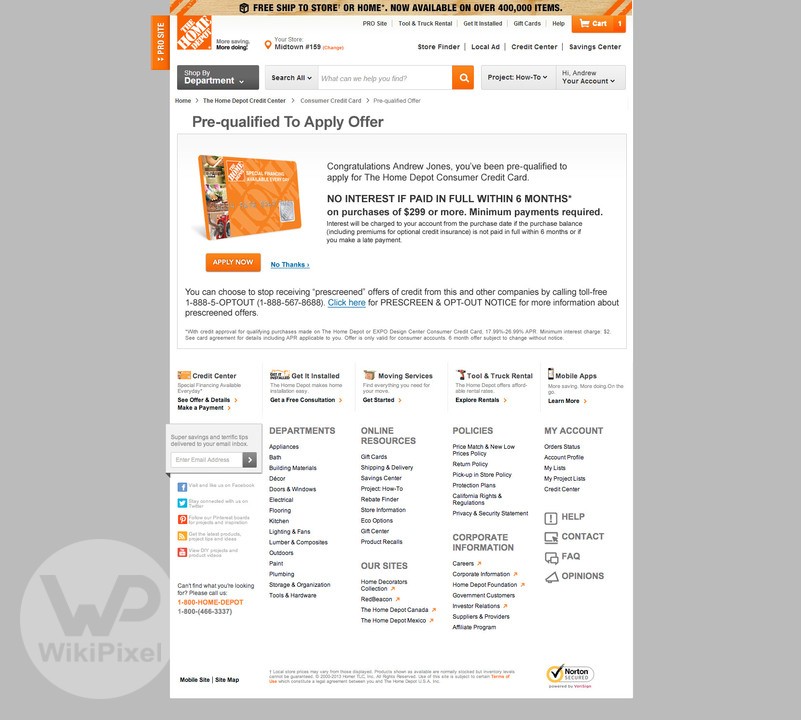 FREE SHIP TO STORE† OR HOME*. NOW AVAILABLE ON OVER 400,000 ITEMS.
PRO SITE
THE HOME DEPOT
More saving.
More doing.
PRO Site | Tool & Truck Rental | Get It Installed | Gift Cards | Help
Cart 1
Your Store:
Midtown #159 (Change)
Store Finder | Local Ad | Credit Center | Savings Center
Shop By
Department
Search All
What can we help you find?
Project: How-To
Hi, Andrew
Your Account
Home > The Home Depot Credit Center > Consumer Credit Card > Pre-qualified Offer
Pre-qualified To Apply Offer
SPECIAL FINANCING
AVAILABLE EVERY DAY
Congratulations Andrew Jones, you've been pre-qualified to
apply for The Home Depot Consumer Credit Card.
NO INTEREST IF PAID IN FULL WITHIN 6 MONTHS*
on purchases of $299 or more. Minimum payments required.
Interest will be charged to your account from the purchase date if the purchase balance
(including premiums for optional credit insurance) is not paid in full within 6 months or if
you make a late payment.
APPLY NOW
No Thanks ›
You can choose to stop receiving "prescreened" offers of credit from this and other companies by calling toll-free
1-888-5-OPTOUT (1-888-567-8688). Click here for PRESCREEN & OPT-OUT NOTICE for more information about
prescreened offers.
*With credit approval for qualifying purchases made on The Home Depot or EXPO Design Center Consumer Credit Card, 17.99%-26.99% APR. Minimum interest charge: $2.
See card agreement for details including APR applicable to you. Offer is only valid for consumer accounts. 6 month offer subject to change without notice.
Credit Center
Special Financing Available
Everyday*
See Offer & Details
Make a Payment
Get It Installed
The Home Depot makes home
installation easy.
Get a Free Consultation
Moving Services
Find everything you need for
your move.
Get Started
Tool & Truck Rental
The Home Depot offers afford-
able rental rates.
Explore Rentals
Mobile Apps
More saving. More doing.On the
go.
Learn More
Super savings and terrific tips
delivered to your email inbox.
Enter Email Address
Visit and like us on Facebook
Stay connected with us on
Twitter
Follow our Pinterest boards
for projects and inspiration
Get the latest products,
project tips and ideas
View DIY projects and
product videos
Can't find what you're looking
for? Please call us:
1-800-HOME-DEPOT
1-800-(466-3337)
DEPARTMENTS
Appliances
Bath
Building Materials
Décor
Doors & Windows
Electrical
Flooring
Kitchen
Lighting & Fans
Lumber & Composites
Outdoors
Paint
Plumbing
Storage & Organization
Tools & Hardware
ONLINE
RESOURCES
Gift Cards
Shipping & Delivery
Savings Center
Project: How-To
Rebate Finder
Store Information
Eco Options
Gift Center
Product Recalls
OUR SITES
Home Decorators
Collection
RedBeacon
The Home Depot Canada
The Home Depot Mexico
POLICIES
Price Match & New Low
Prices Policy
Return Policy
Pick-up in Store Policy
Protection Plans
California Rights &
Regulations
Privacy & Security Statement
CORPORATE
INFORMATION
Careers
Corporate Information
Home Depot Foundation
Government Customers
Investor Relations
Suppliers & Providers
Affiliate Program
MY ACCOUNT
Orders Status
Account Profile
My Lists
My Project Lists
Credit Center
HELP
CONTACT
FAQ
OPINIONS
WikiPixel
Mobile Site | Site Map
† Local store prices may vary from those displayed. Products shown as available are normally stocked but inventory levels
cannot be guaranteed. © 2000-2013 Homer TLC, Inc. All Rights Reserved. Use of this site is subject to certain Terms of
Use which constitute a legal agreement between you and The Home Depot U.S.A, Inc.
Norton
SECURED
powered by VeriSign